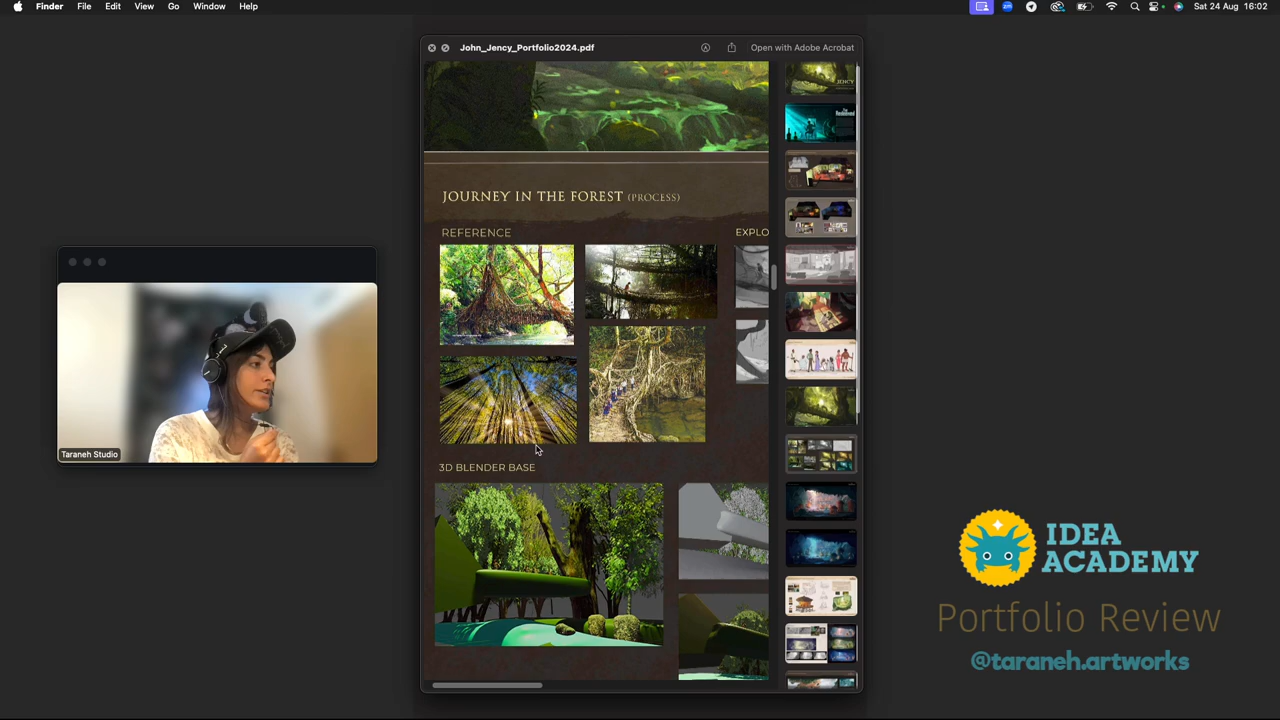 Finder File Edit View Go Window Help
Sat 24 Aug 16:02
John_Jency_Portfolio2024.pdf
Open with Adobe Acrobat
JENCY
JOURNEY IN THE FOREST (PROCESS)
REFERENCE
EXPLO
3D BLENDER BASE
Taraneh Studio
IDEA
ACADEMY
Portfolio Review
@taraneh.artworks